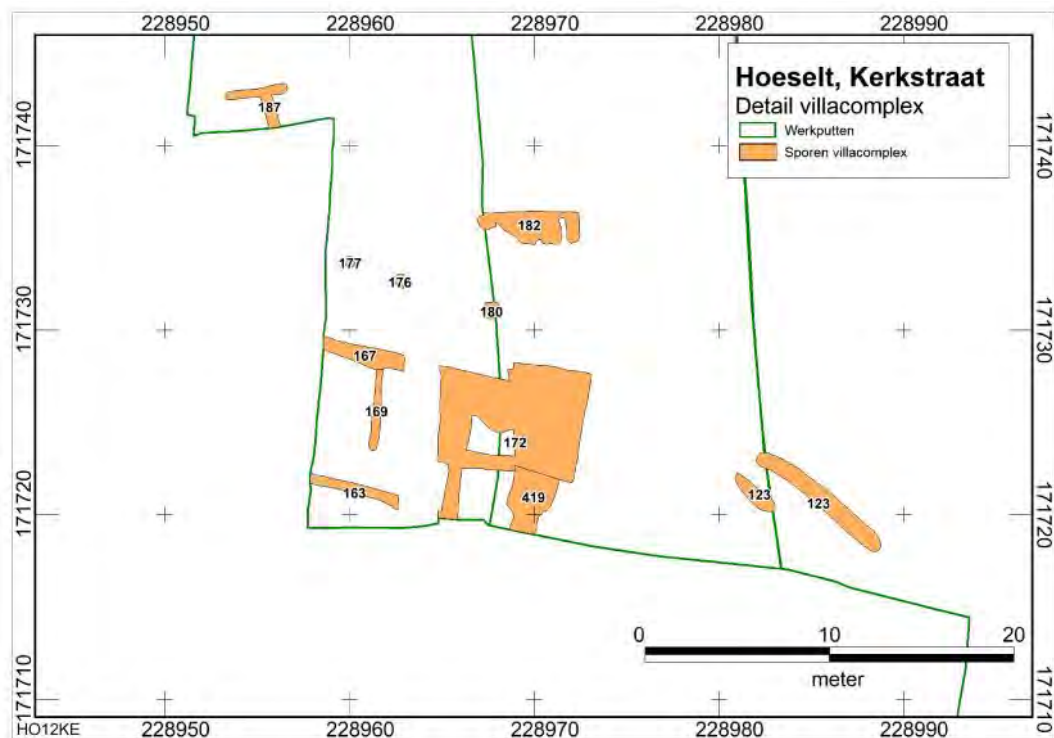 228950 228960 228970 228980 228990
Hoeselt, Kerkstraat
Detail villacomplex
Werkputten
Sporen villacomplex
171740
171740
187
182
177
176
180
171730
171730
167
169
172
163
419
123
123
171720
171720
0 10 20
meter
171710
171710
HO12KE
228950 228960 228970 228980 228990